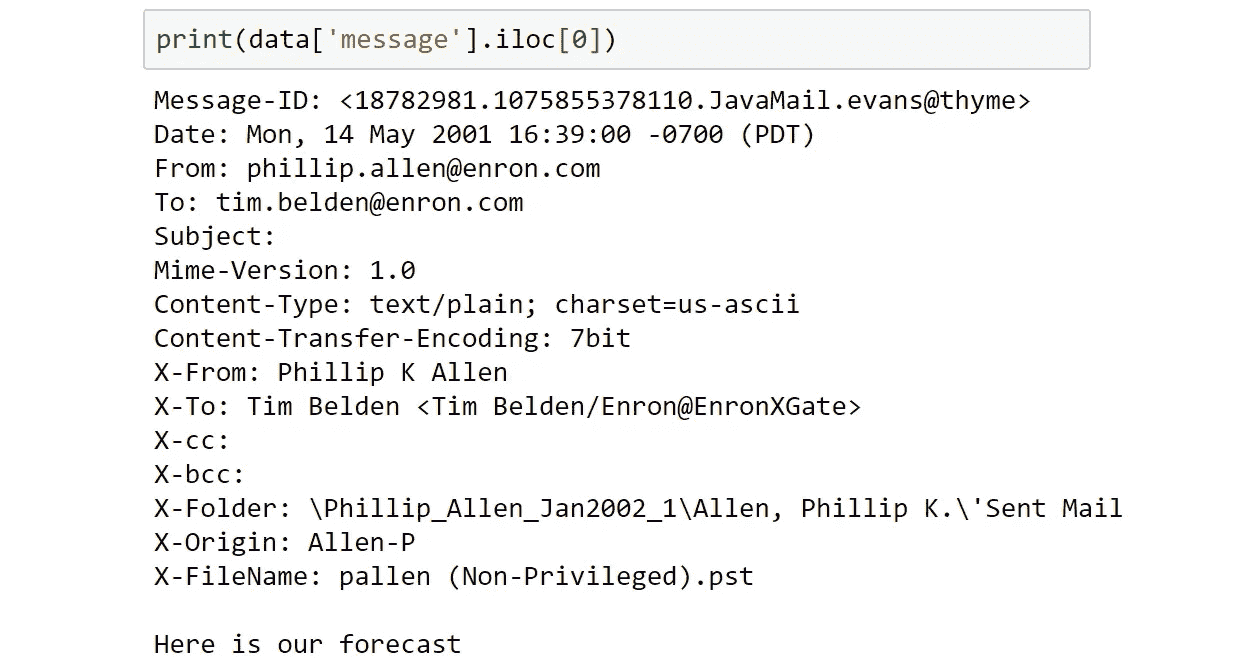 print(data['message'].iloc[0])
Message-ID: <18782981.1075855378110.JavaMail.evans@thyme>
Date: Mon, 14 May 2001 16:39:00 -0700 (PDT)
From: phillip.allen@enron.com
To: tim.belden@enron.com
Subject:
Mime-Version: 1.0
Content-Type: text/plain; charset=us-ascii
Content-Transfer-Encoding: 7bit
X-From: Phillip K Allen
X-To: Tim Belden <Tim Belden/Enron@EnronXGate>
X-cc:
X-bcc:
X-Folder: \Phillip_Allen_Jan2002_1\Allen, Phillip K.\'Sent Mail
X-Origin: Allen-P
X-FileName: pallen (Non-Privileged).pst
Here is our forecast